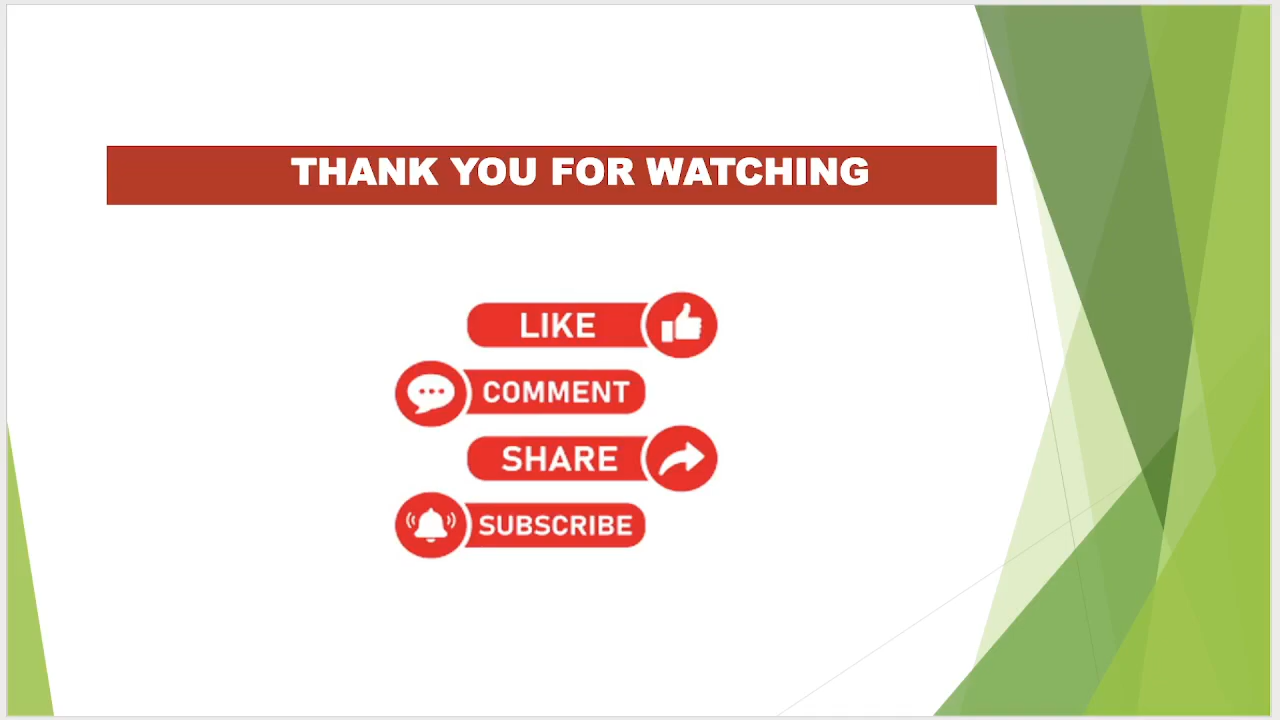 THANK YOU FOR WATCHING
LIKE
COMMENT
SHARE
SUBSCRIBE